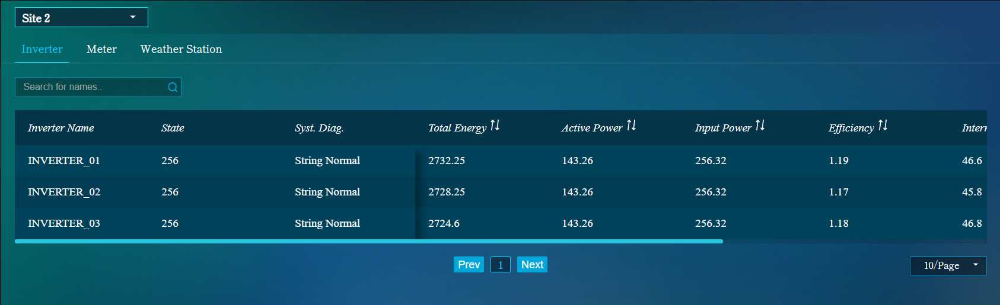 Site 2
Inverter Meter Weather Station
Search for names..
Inverter Name State Syst. Diag. Total Energy Active Power Input Power Efficiency
INVERTER_01 256 String Normal 2732.25 143.26 256.32 1.19 46.6
INVERTER_02 256 String Normal 2728.25 143.26 256.32 1.17 45.8
INVERTER_03 256 String Normal 2724.6 143.26 256.32 1.18 46.8
Prev 1 Next 10/Page